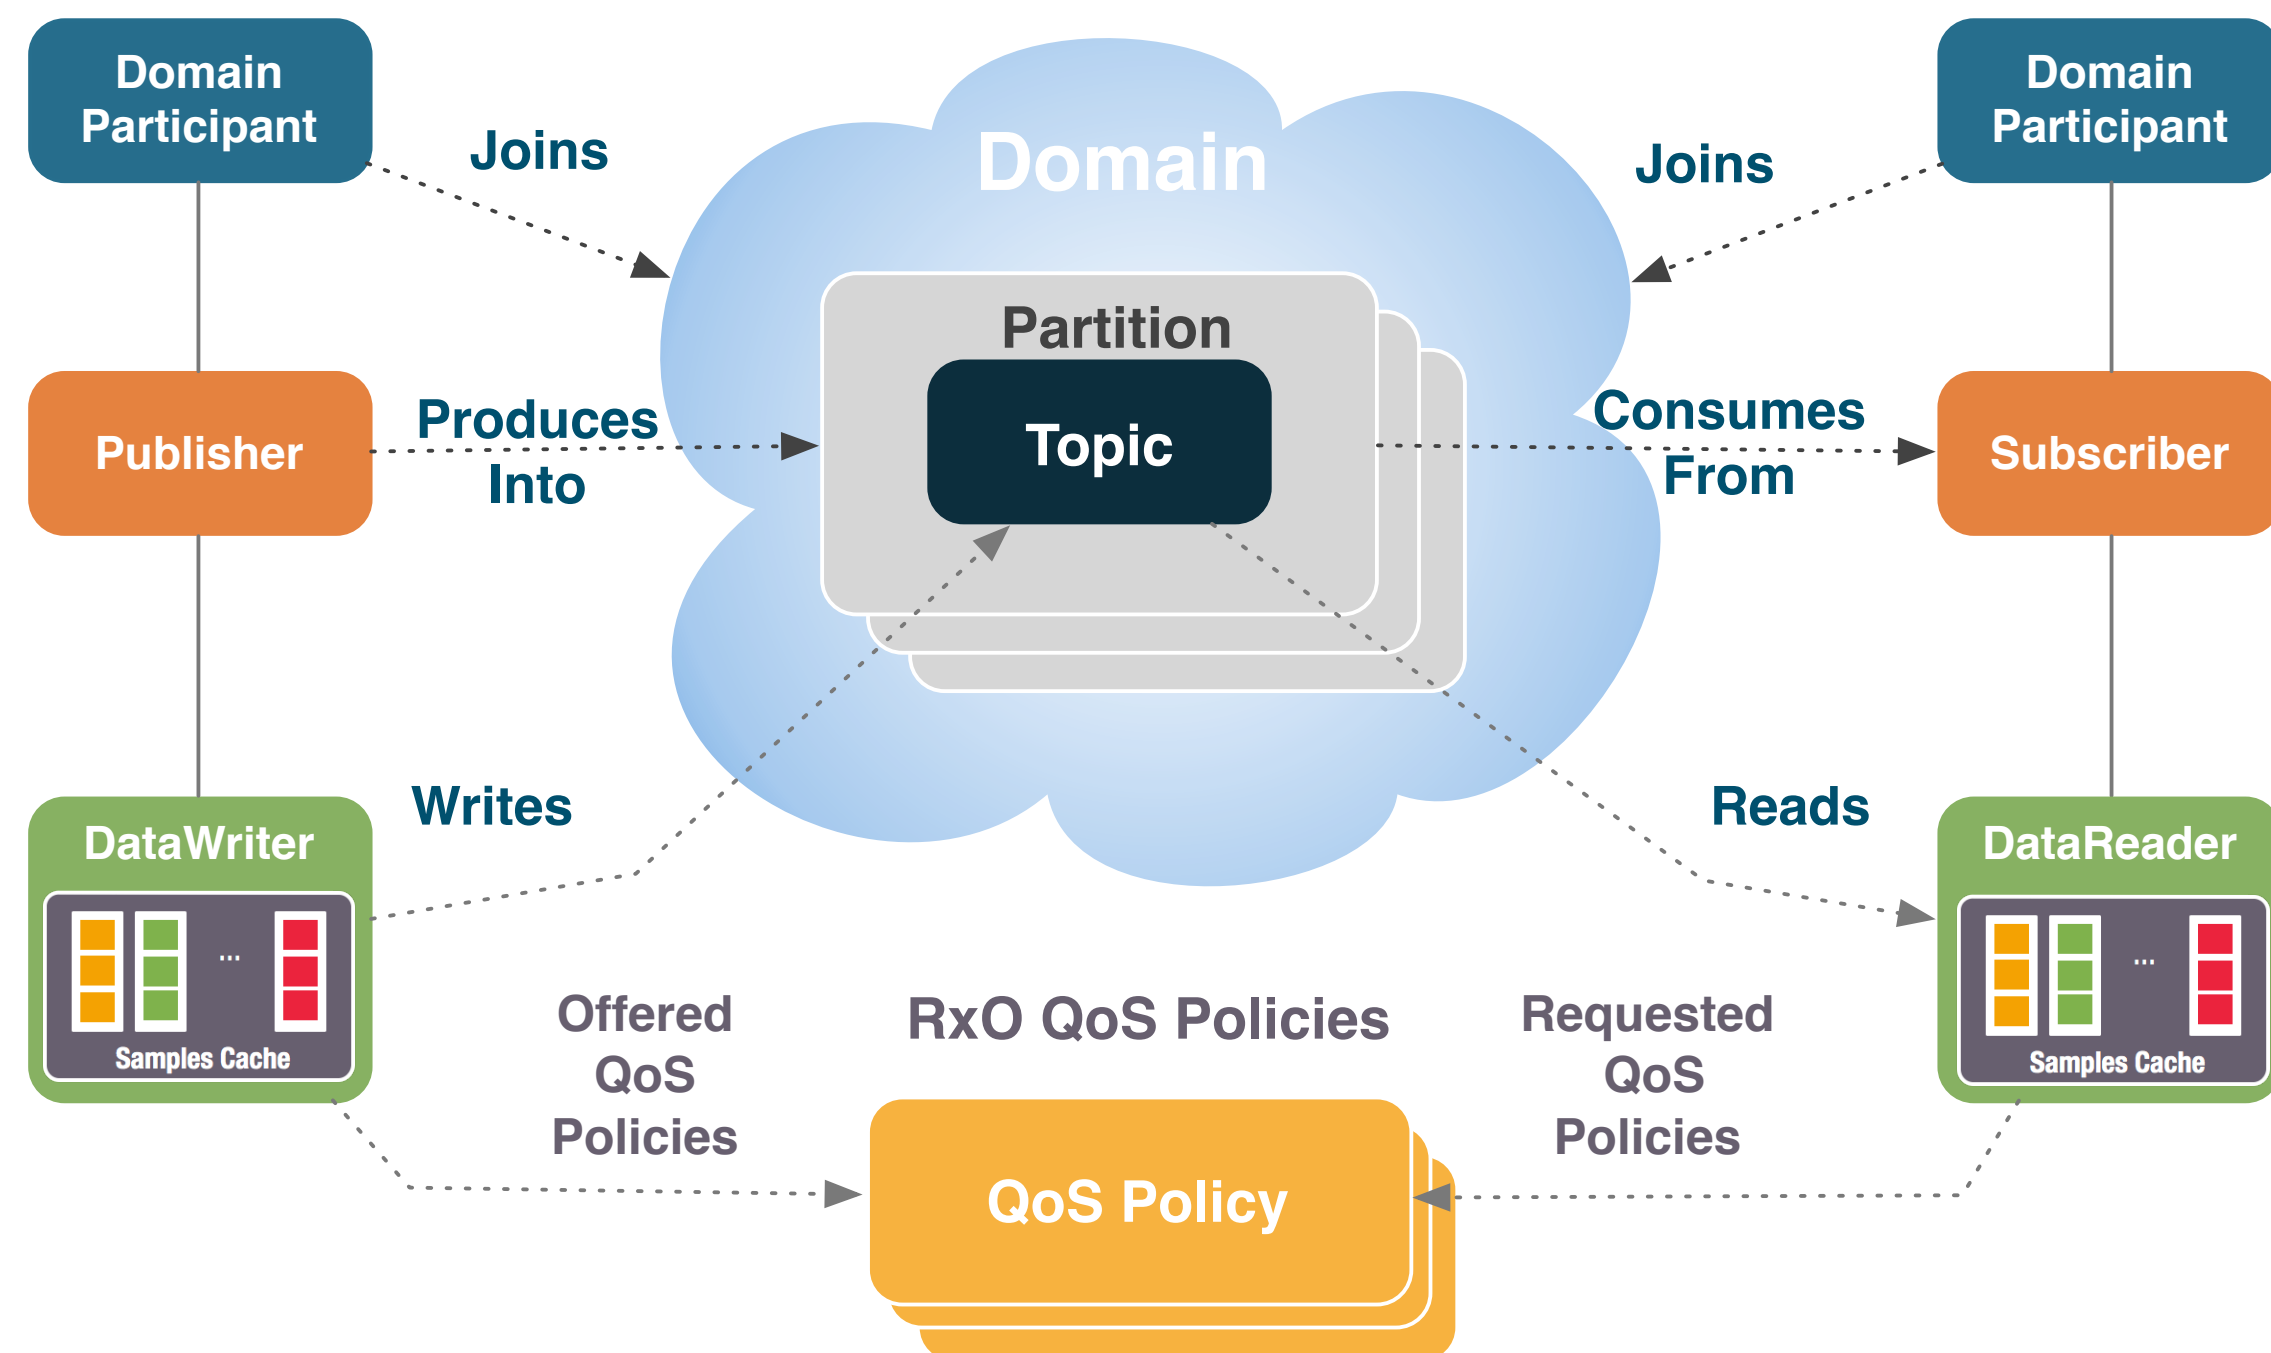 Domain
Participant
Joins
Domain
Joins
Domain
Participant
Partition
Publisher
Produces
Into
Topic
Consumes
From
Subscriber
DataWriter
Writes
Reads
DataReader
...
Samples Cache
Offered
QoS
Policies
RxO QoS Policies
Requested
QoS
Policies
...
Samples Cache
QoS Policy